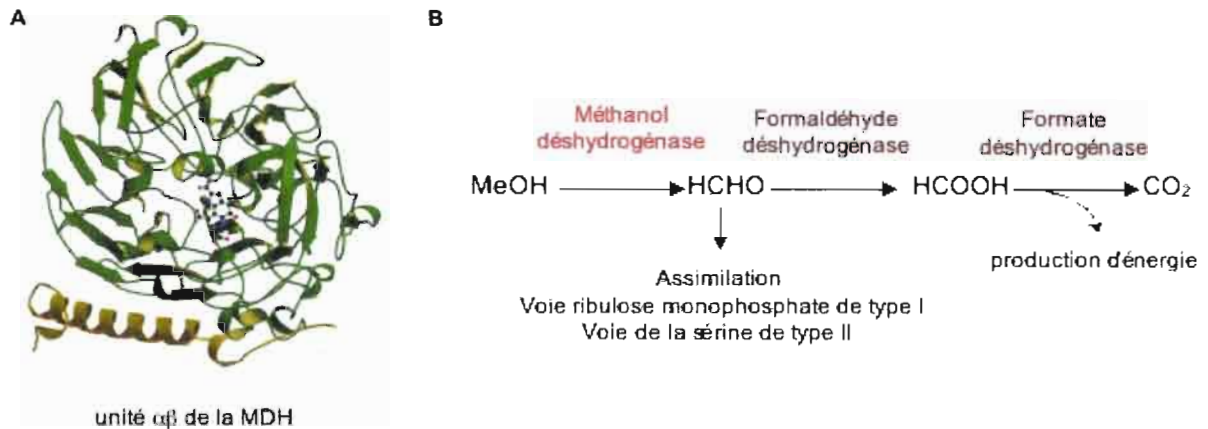 A
unité αβ de la MDH
B
Méthanol déshydrogénase
Formaldéhyde déshydrogénase
Formate déshydrogénase
MeOH HCHO HCOOH CO₂
production d'énergie
Assimilation
Voie ribulose monophosphate de type I
Voie de la sérine de type II